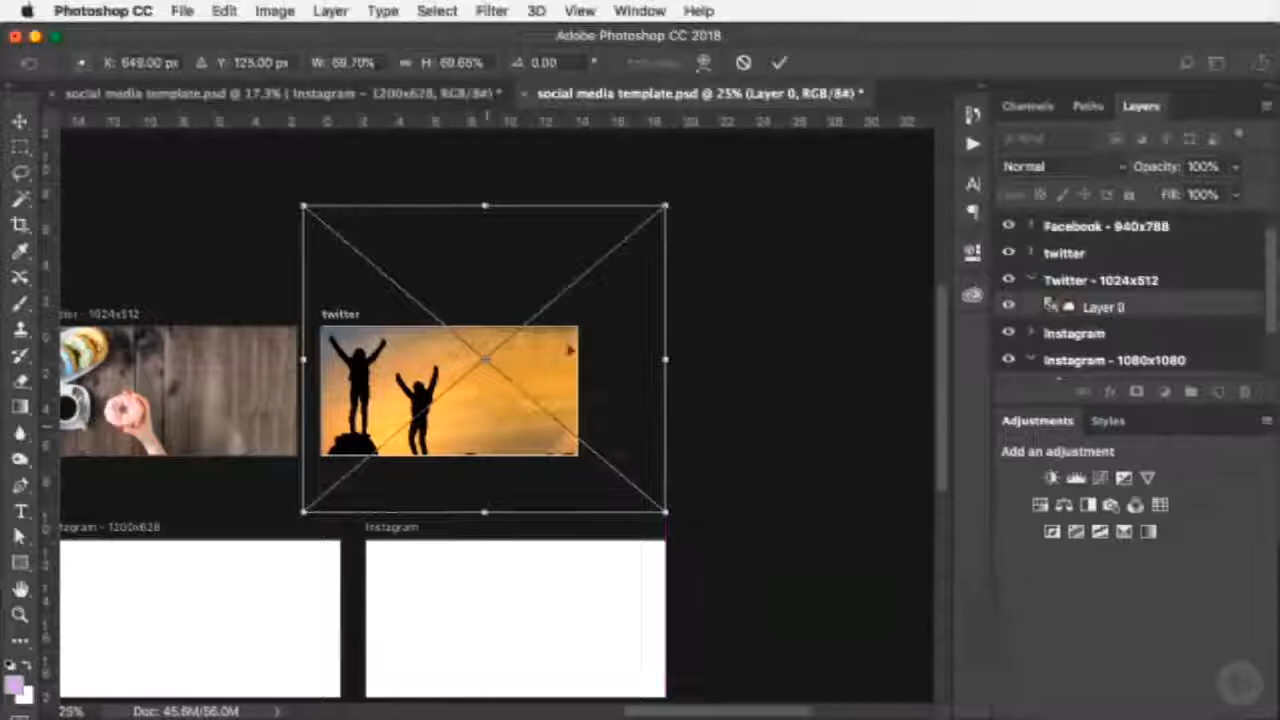 Photoshop CC File Edit Image Layer Type Select Filter 3D View Window Help
Adobe Photoshop CC 2018
X: 649.00 px Y: 125.00 px W: 69.70% H: 69.65% 0.00
social media template.psd @ 17.3% ( Instagram - 1200x628, RGB/8#) * social media template.psd @ 25% (Layer 0, RGB/8#) *
Channels Paths Layers
Normal Opacity: 100%
Fill: 100%
Facebook - 940x788
twitter
Twitter - 1024x512
Layer 0
Instagram
Instagram - 1080x1080
Adjustments Styles
Add an adjustment
1024x512
twitter
1200x628
Instagram
25% Doc: 45.6M/56.0M